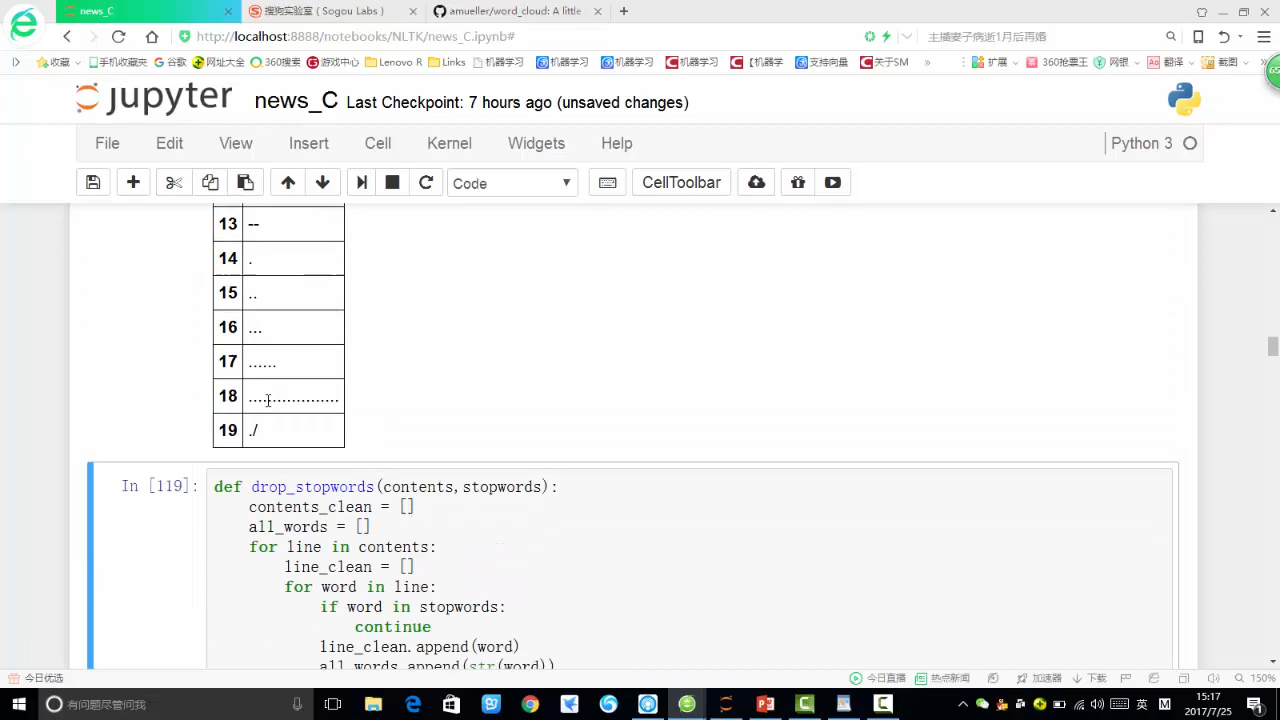 news_C
搜狗实验室 ( Sogou Labs )
amueller/word_cloud: A little
http://localhost:8888/notebooks/NLTK/news_C.ipynb#
主播妻子病逝1月后再婚
收藏 手机收藏夹 谷歌 网址大全 360搜索 游戏中心 Lenovo R Links 机器学习 机器学习 机器学习 机器学习 【机器学 支持向量 关于SM » 扩展 360抢票王 网银 翻译 截图
jupyter news_C Last Checkpoint: 7 hours ago (unsaved changes)
File Edit View Insert Cell Kernel Widgets Help Python 3
Code CellToolbar
13 --
14 .
15 ..
16 ...
17 ......
18 ...................
19 ./
In [119]: def drop_stopwords(contents,stopwords):
contents_clean = []
all_words = []
for line in contents:
line_clean = []
for word in line:
if word in stopwords:
continue
line_clean.append(word)
all_words.append(str(word))
今日优选 今日直播 热点新闻 加速器 下载 150%
有问题尽管问我 英 M 15:17
2017/7/25